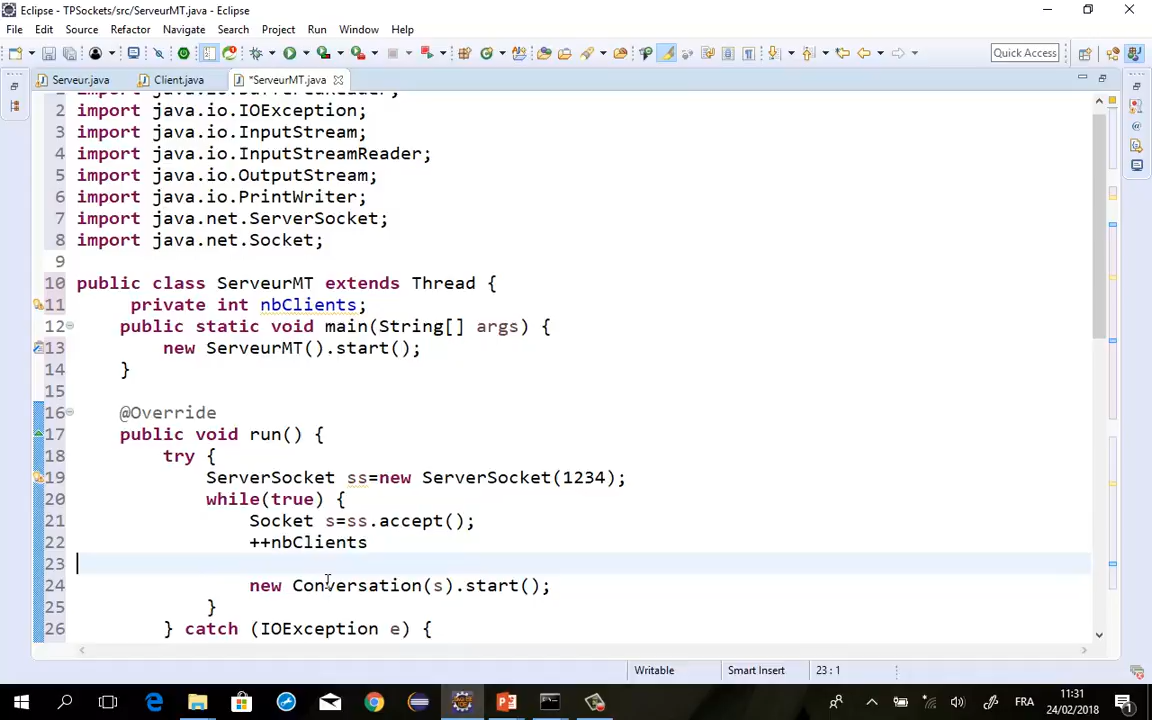 Eclipse - TPSockets/src/ServeurMT.java - Eclipse
File Edit Source Refactor Navigate Search Project Run Window Help
Quick Access
Serveur.java Client.java *ServeurMT.java
2 import java.io.IOException;
3 import java.io.InputStream;
4 import java.io.InputStreamReader;
5 import java.io.OutputStream;
6 import java.io.PrintWriter;
7 import java.net.ServerSocket;
8 import java.net.Socket;
9
10 public class ServeurMT extends Thread {
11 private int nbClients;
12 public static void main(String[] args) {
13 new ServeurMT().start();
14 }
15
16 @Override
17 public void run() {
18 try {
19 ServerSocket ss=new ServerSocket(1234);
20 while(true) {
21 Socket s=ss.accept();
22 ++nbClients
23
24 new Conversation(s).start();
25 }
26 } catch (IOException e) {
Writable Smart Insert 23 : 1
FRA 11:31
24/02/2018 1